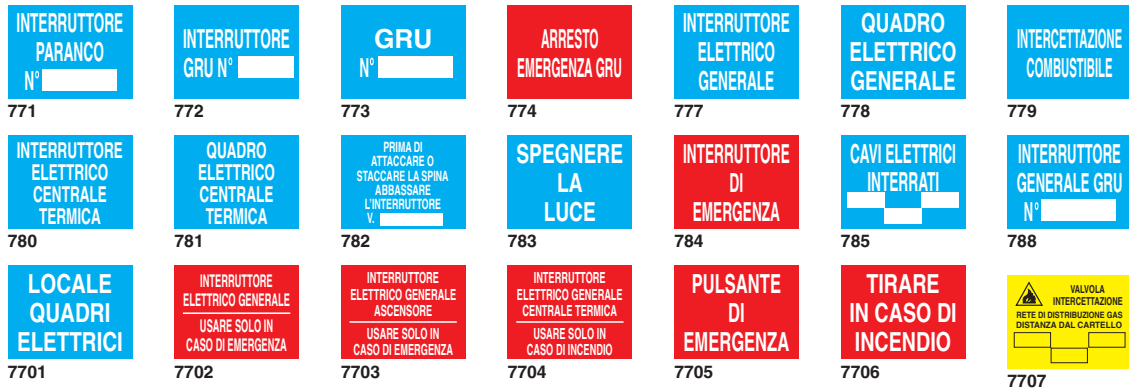 INTERRUTTORE
PARANCO
N°
771
INTERRUTTORE
GRU N°
772
GRU
N°
773
ARRESTO
EMERGENZA GRU
774
INTERRUTTORE
ELETTRICO
GENERALE
777
QUADRO
ELETTRICO
GENERALE
778
INTERCETTAZIONE
COMBUSTIBILE
779
INTERRUTTORE
ELETTRICO
CENTRALE
TERMICA
780
QUADRO
ELETTRICO
CENTRALE
TERMICA
781
PRIMA DI
ATTACCARE O
STACCARE LA SPINA
ABBASSARE
L'INTERRUTTORE
V.
782
SPEGNERE
LA
LUCE
783
INTERRUTTORE
DI
EMERGENZA
784
CAVI ELETTRICI
INTERRATI
785
INTERRUTTORE
GENERALE GRU
N°
788
LOCALE
QUADRI
ELETTRICI
7701
INTERRUTTORE
ELETTRICO GENERALE
USARE SOLO IN
CASO DI EMERGENZA
7702
INTERRUTTORE
ELETTRICO GENERALE
ASCENSORE
USARE SOLO IN
CASO DI EMERGENZA
7703
INTERRUTTORE
ELETTRICO GENERALE
CENTRALE TERMICA
USARE SOLO IN
CASO DI INCENDIO
7704
PULSANTE
DI
EMERGENZA
7705
TIRARE
IN CASO DI
INCENDIO
7706
VALVOLA
INTERCETTAZIONE
RETE DI DISTRIBUZIONE GAS
DISTANZA DAL CARTELLO
7707